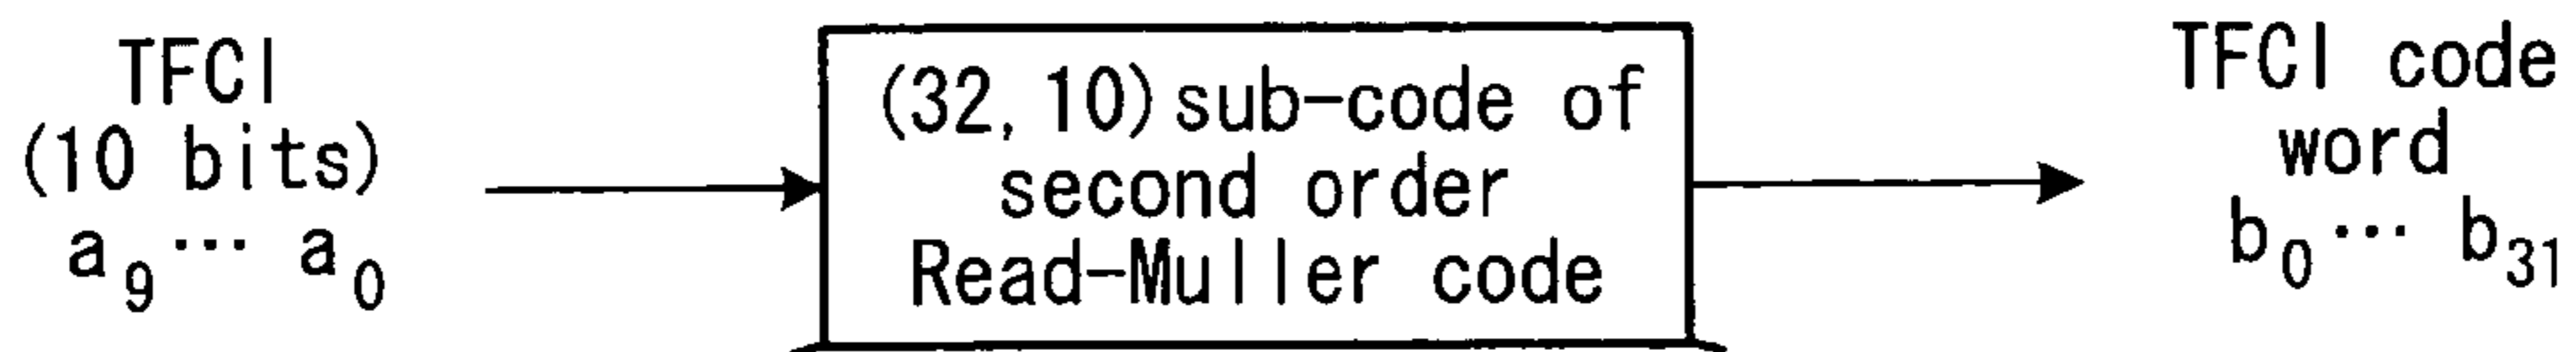 TFCI
(10 bits)
a₉··· a₀
(32, 10) sub-code of
second order
Read-Muller code
TFCI code
word
b₀··· b₃₁